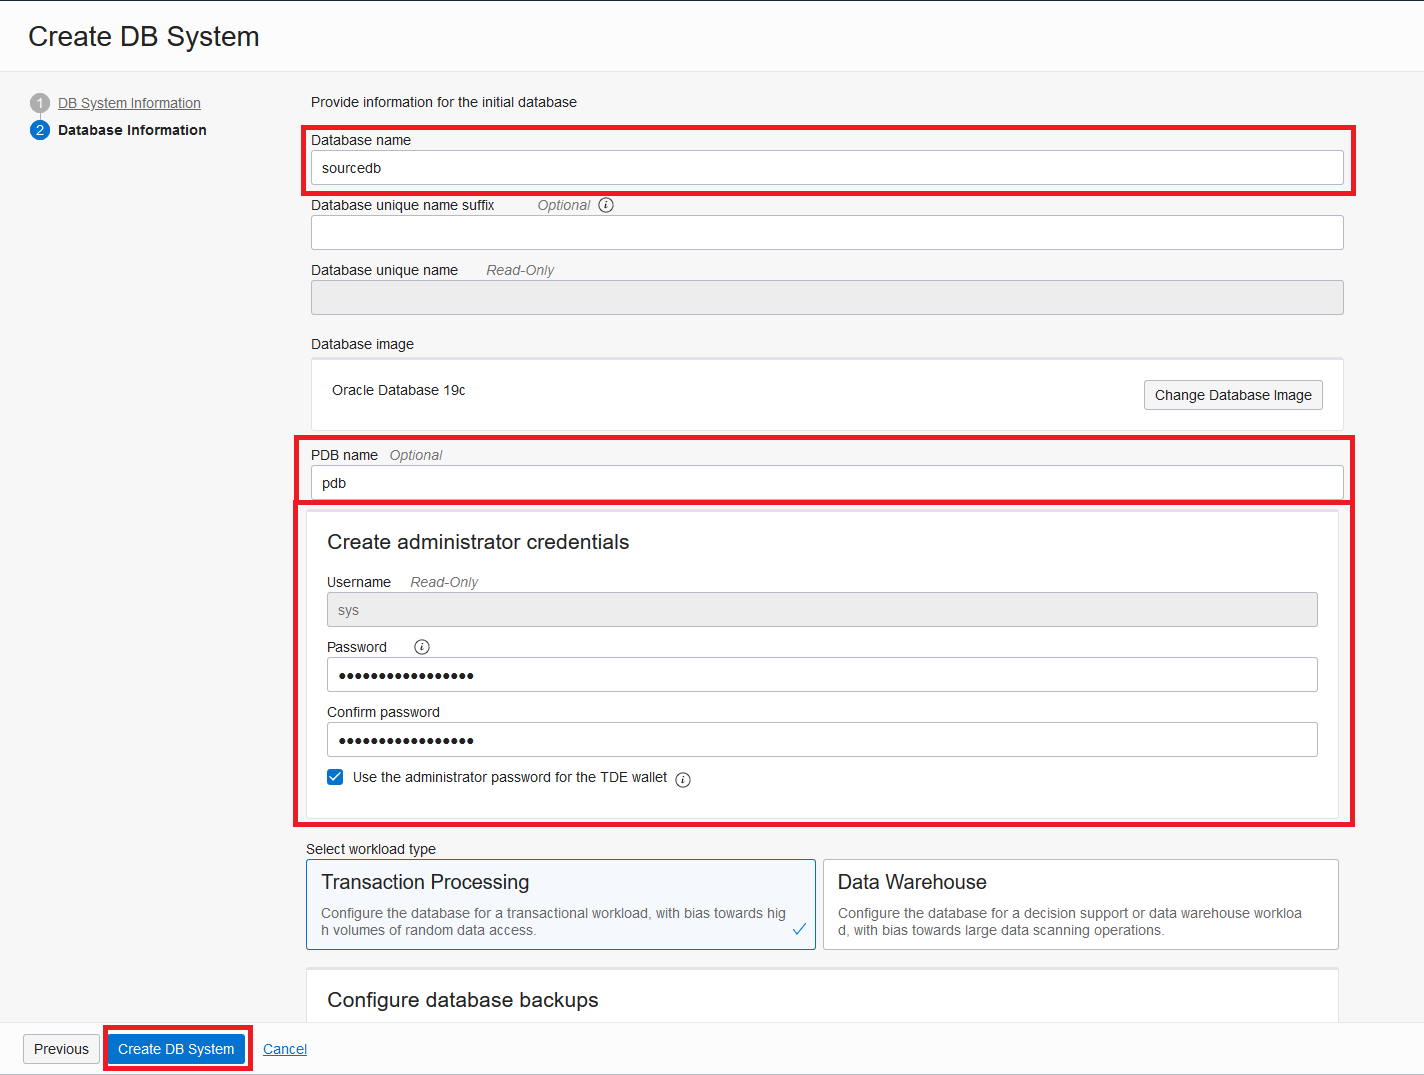 Create DB System
1 DB System Information
2 Database Information
Provide information for the initial database
Database name
sourcedb
Database unique name suffix Optional i
Database unique name Read-Only
Database image
Oracle Database 19c
Change Database Image
PDB name Optional
pdb
Create administrator credentials
Username Read-Only
sys
Password i
•••••••••••••••••
Confirm password
•••••••••••••••••
Use the administrator password for the TDE wallet i
Select workload type
Transaction Processing
Configure the database for a transactional workload, with bias towards hig
h volumes of random data access.
Data Warehouse
Configure the database for a decision support or data warehouse workloa
d, with bias towards large data scanning operations.
Configure database backups
Previous Create DB System Cancel